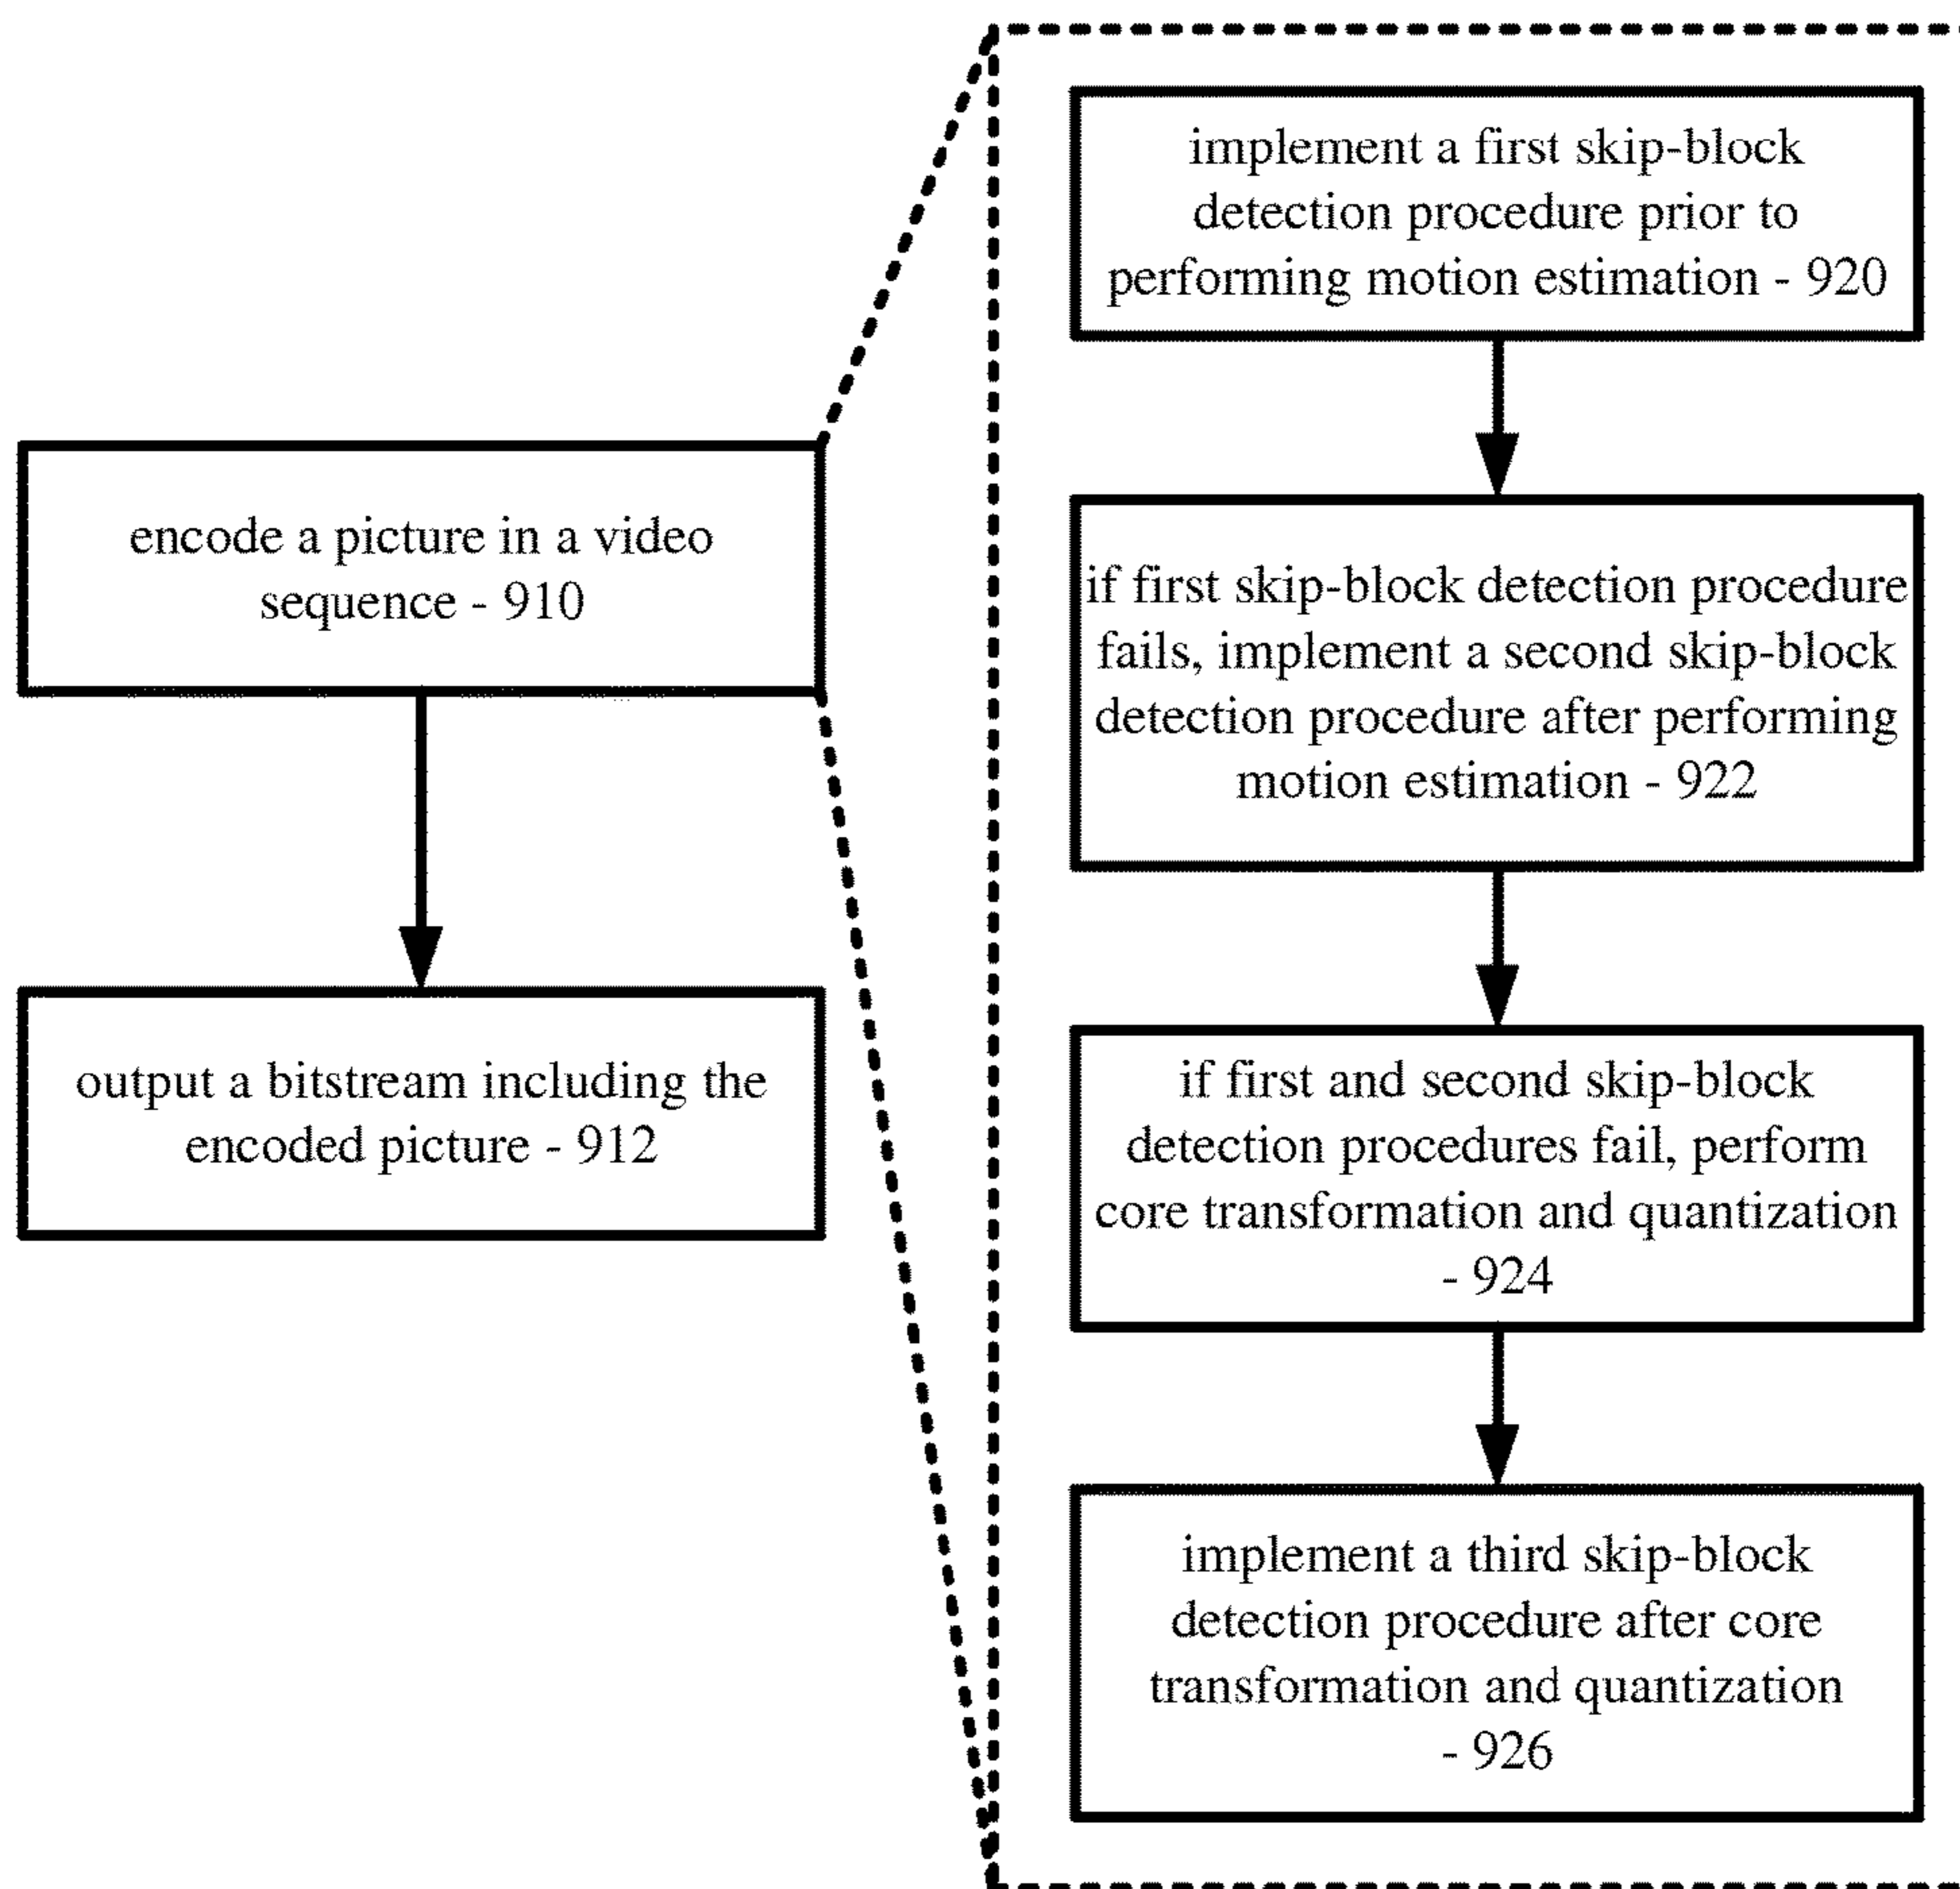 encode a picture in a video
sequence - 910
output a bitstream including the
encoded picture - 912
implement a first skip-block
detection procedure prior to
performing motion estimation - 920
if first skip-block detection procedure
fails, implement a second skip-block
detection procedure after performing
motion estimation - 922
if first and second skip-block
detection procedures fail, perform
core transformation and quantization
- 924
implement a third skip-block
detection procedure after core
transformation and quantization
- 926